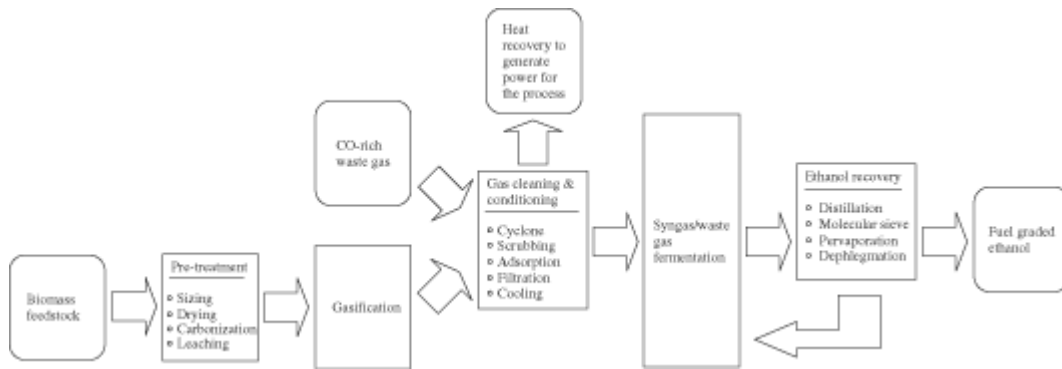 Heat
recovery to
generate
power for
the process
CO-rich
waste gas
Gas cleaning &
conditioning
Cyclone
Scrubbing
Adsorption
Filtration
Cooling
Syngas/waste
gas
fermentation
Ethanol recovery
Distillation
Molecular sieve
Pervaporation
Dephlegmation
Fuel graded
ethanol
Biomass
feedstock
Pre-treatment
Sizing
Drying
Carbonization
Leaching
Gasification